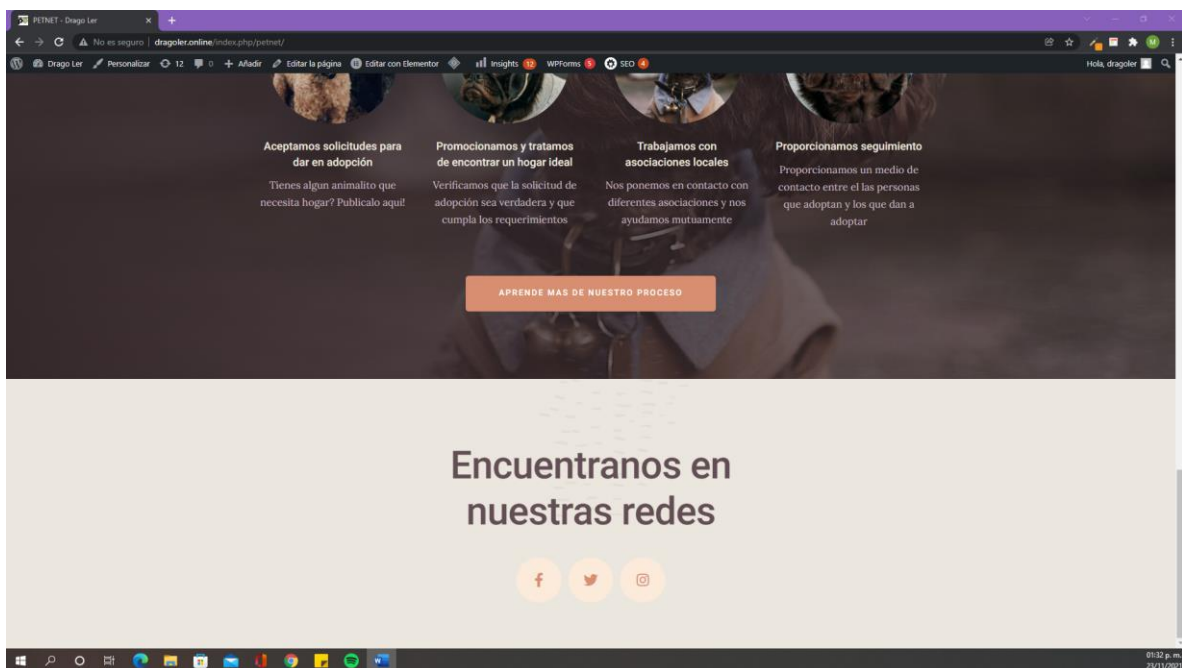 PETNET - Drago Ler
No es seguro | dragoler.online/index.php/petnet/
Drago Ler Personalizar 12 0 Añadir Editar la página Editar con Elementor Insights 12 WPForms 5 SEO 4 Hola, dragoler
Aceptamos solicitudes para
dar en adopción
Tienes algun animalito que
necesita hogar? Publicalo aqui!
Promocionamos y tratamos
de encontrar un hogar ideal
Verificamos que la solicitud de
adopción sea verdadera y que
cumpla los requerimientos
Trabajamos con
asociaciones locales
Nos ponemos en contacto con
diferentes asociaciones y nos
ayudamos mutuamente
Proporcionamos seguimiento
Proporcionamos un medio de
contacto entre el las personas
que adoptan y los que dan a
adoptar
APRENDE MAS DE NUESTRO PROCESO
Encuentranos en
nuestras redes
01:32 p. m.
23/11/2021